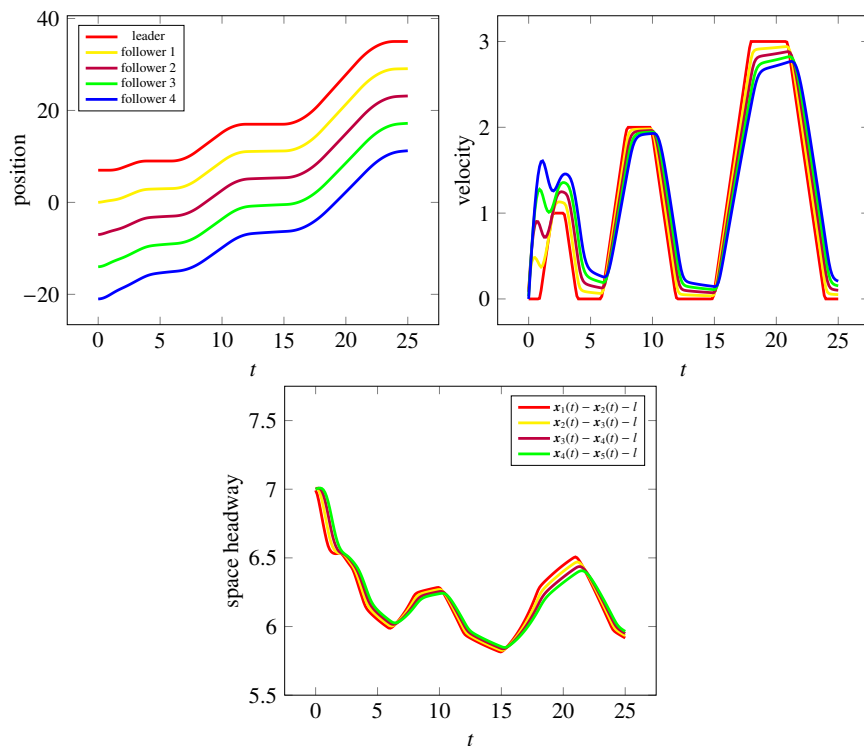 40
20
0
−20
position
leader
follower 1
follower 2
follower 3
follower 4
0 5 10 15 20 25
t
3
2
1
0
velocity
0 5 10 15 20 25
t
7.5
7
6.5
6
5.5
space headway
x₁(t) − x₂(t) − l
x₂(t) − x₃(t) − l
x₃(t) − x₄(t) − l
x₄(t) − x₅(t) − l
0 5 10 15 20 25
t